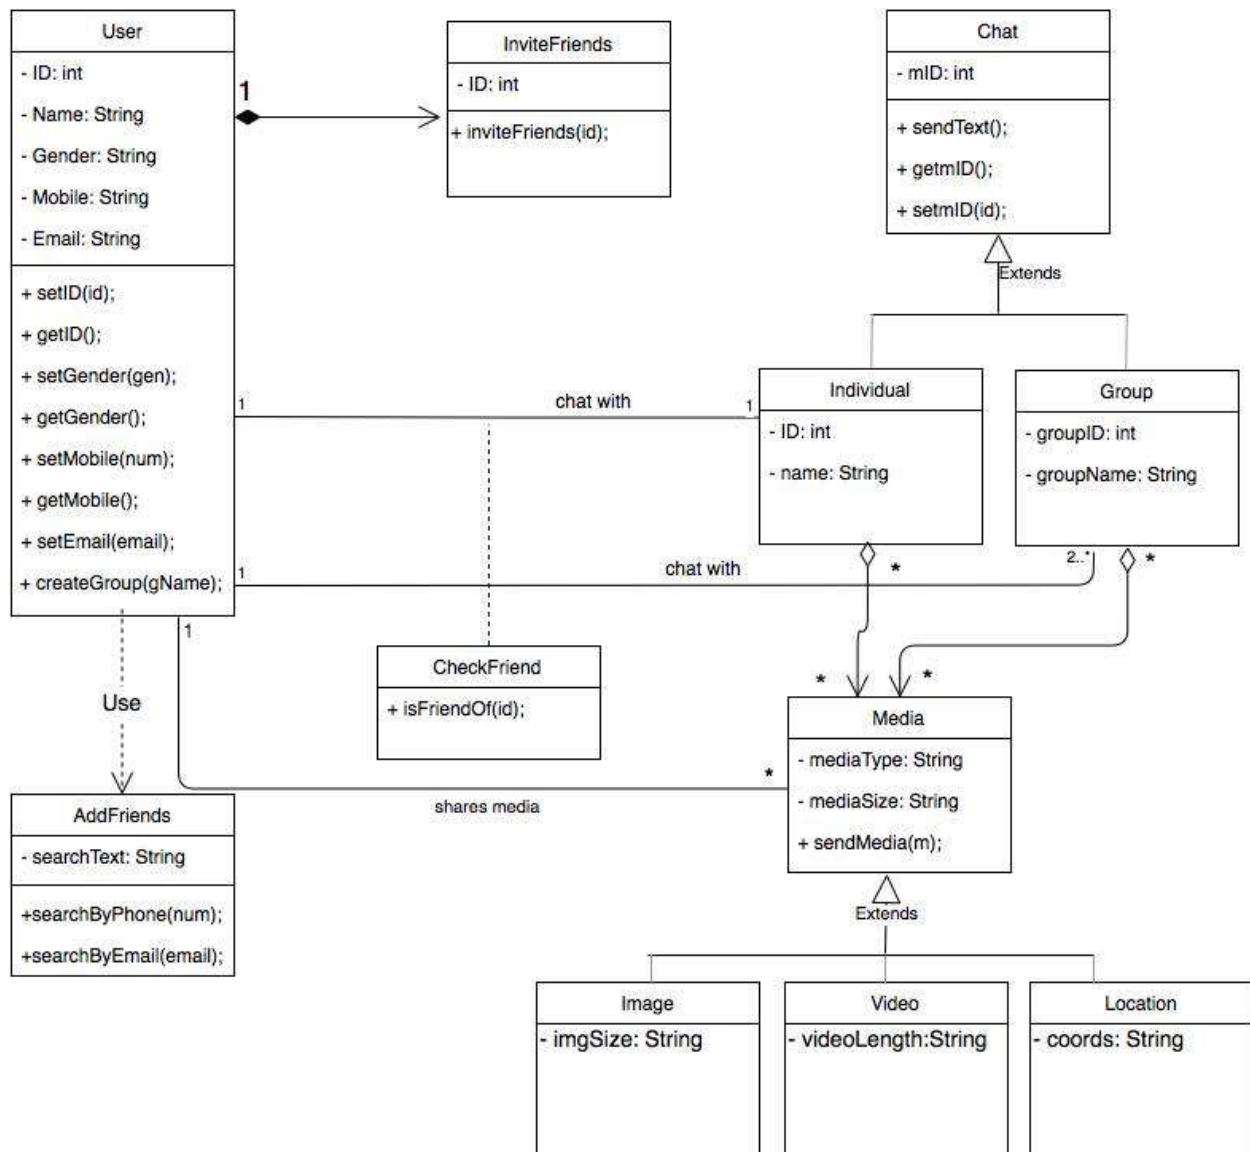 User
- ID: int
- Name: String
- Gender: String
- Mobile: String
- Email: String
+ setID(id);
+ getID();
+ setGender(gen);
+ getGender();
+ setMobile(num);
+ getMobile();
+ setEmail(email);
+ createGroup(gName);
1
InviteFriends
- ID: int
+ inviteFriends(id);
Chat
- mID: int
+ sendText();
+ getmID();
+ setmID(id);
Extends
1
chat with
1
Individual
- ID: int
- name: String
Group
- groupID: int
- groupName: String
1
chat with
2..*
*
*
1
Use
CheckFriend
+ isFriendOf(id);
*
*
Media
- mediaType: String
- mediaSize: String
+ sendMedia(m);
*
shares media
AddFriends
- searchText: String
+searchByPhone(num);
+searchByEmail(email);
Extends
Image
- imgSize: String
Video
- videoLength:String
Location
- coords: String